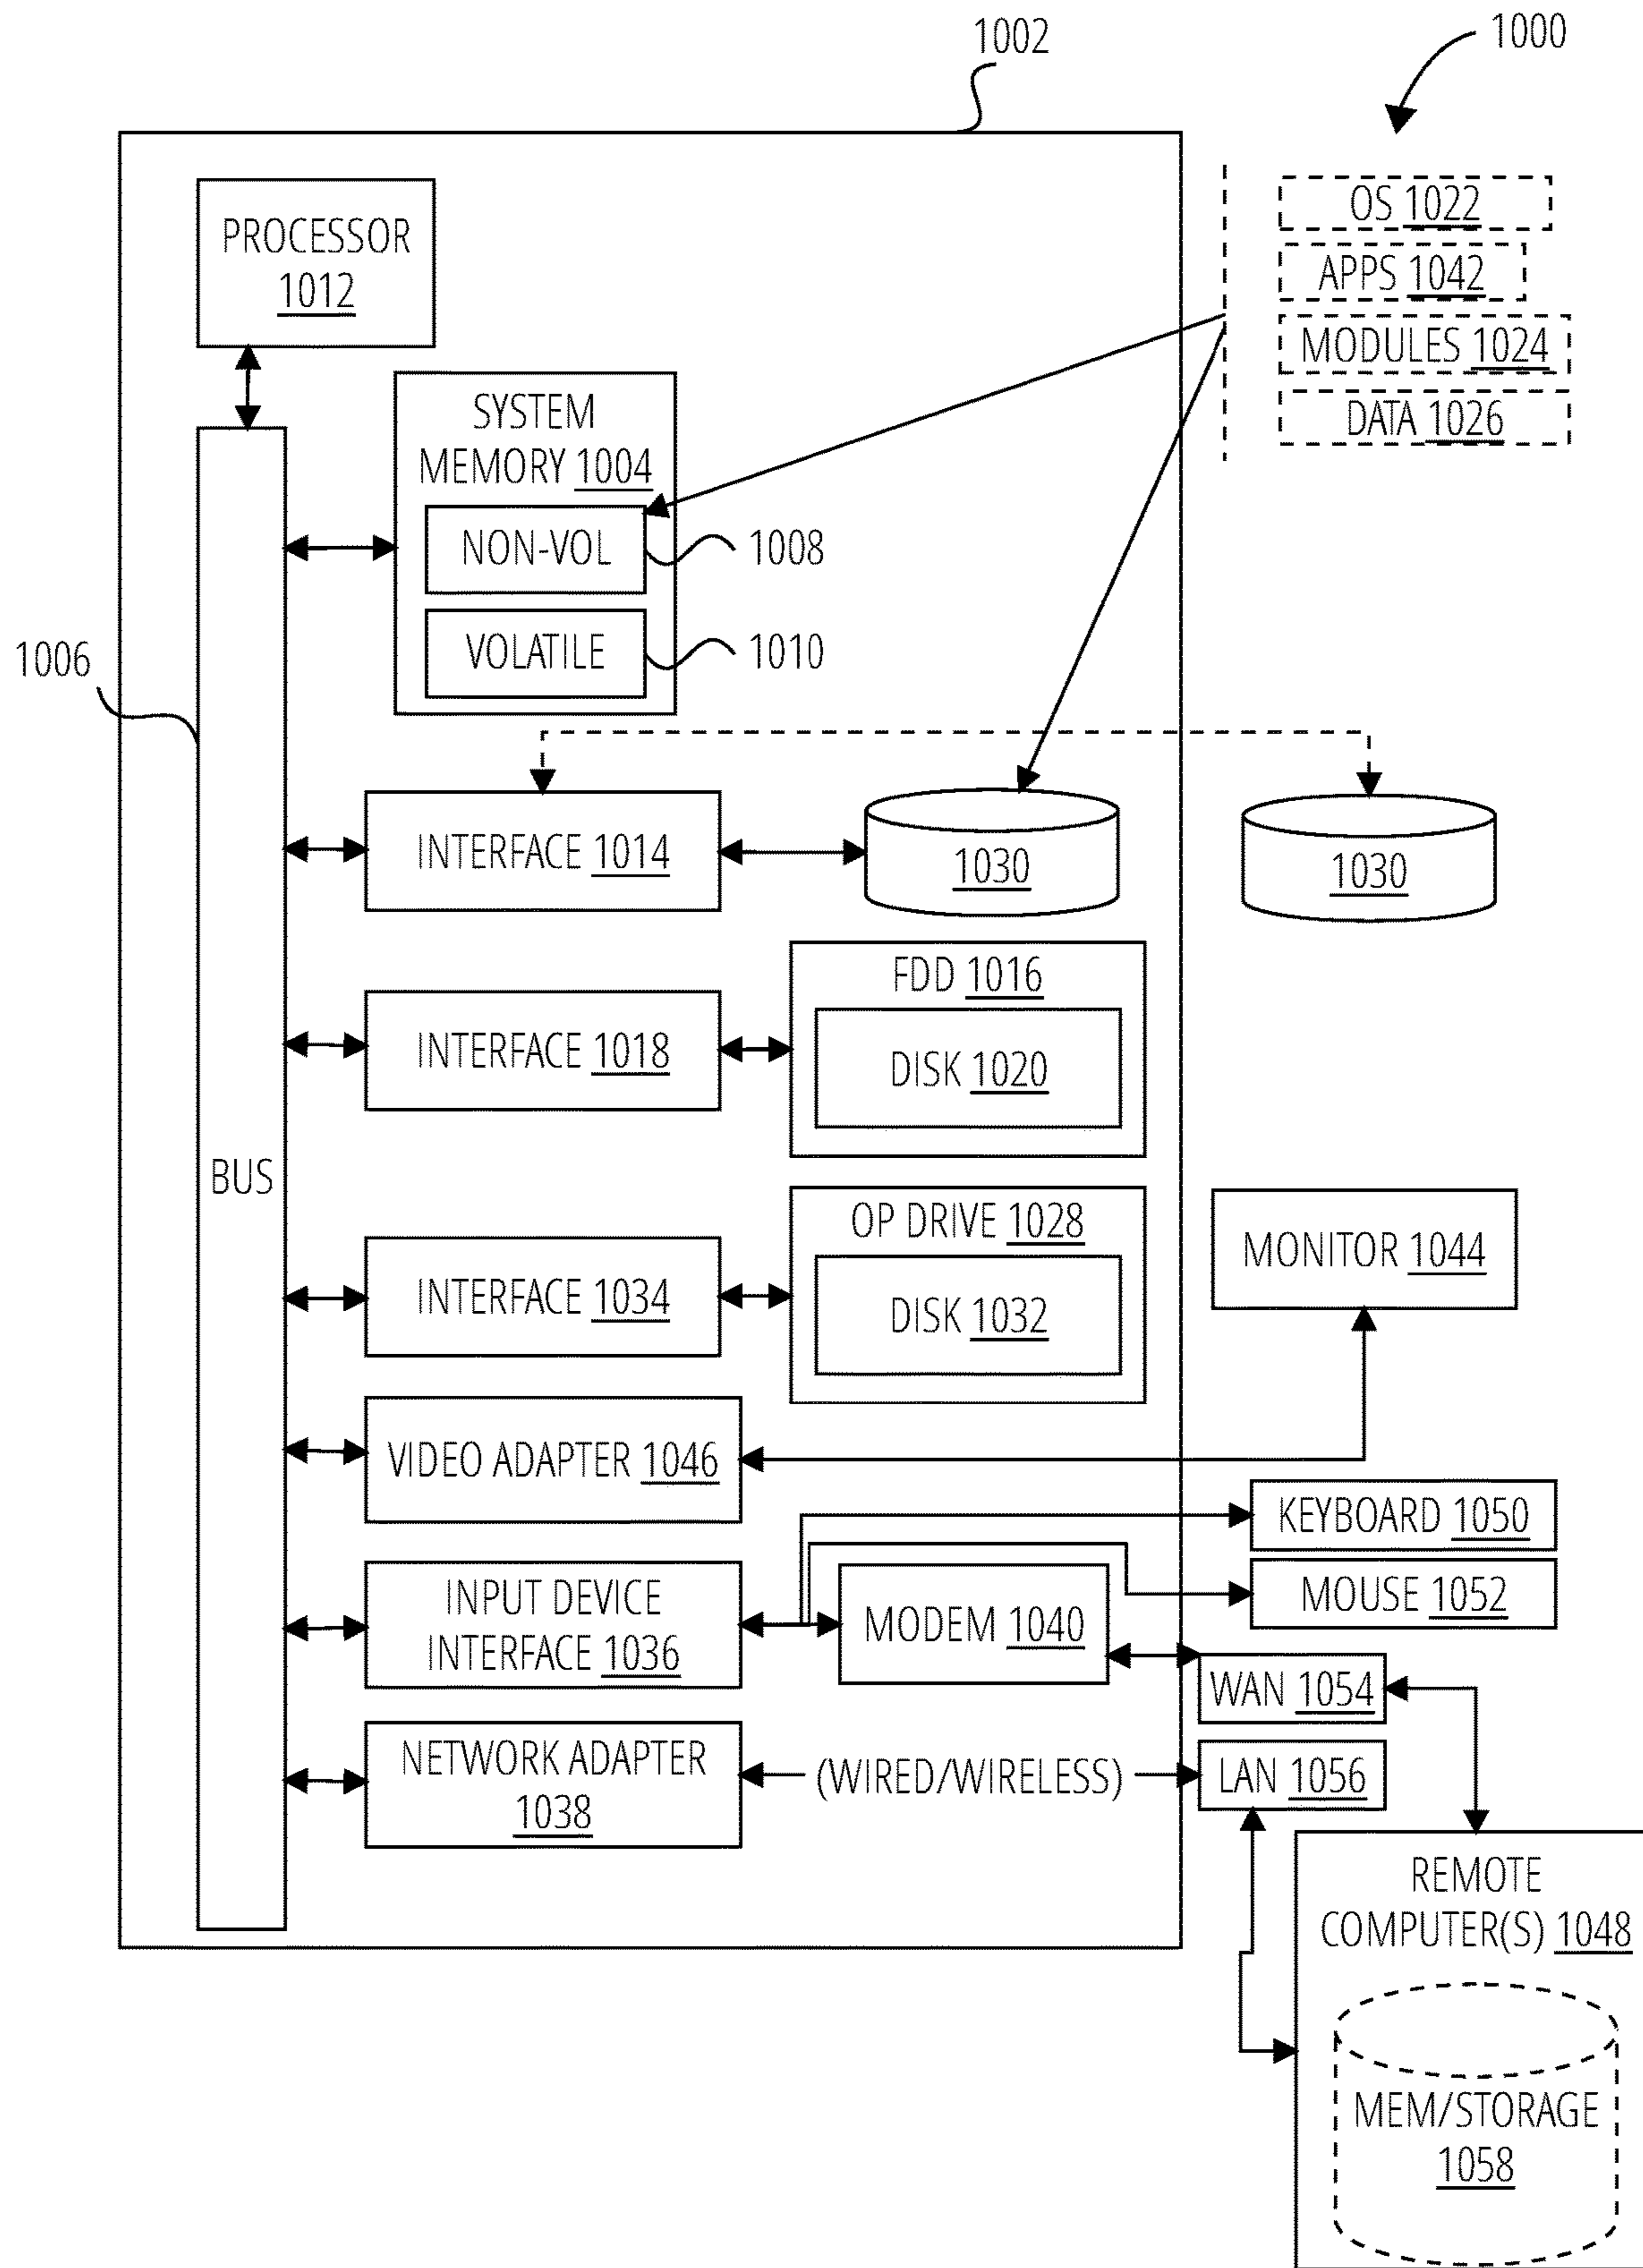 1002
1000
PROCESSOR
1012
OS 1022
APPS 1042
MODULES 1024
DATA 1026
SYSTEM
MEMORY 1004
NON-VOL
1008
VOLATILE
1010
1006
INTERFACE 1014
1030
1030
FDD 1016
INTERFACE 1018
DISK 1020
BUS
OP DRIVE 1028
MONITOR 1044
INTERFACE 1034
DISK 1032
VIDEO ADAPTER 1046
KEYBOARD 1050
INPUT DEVICE
INTERFACE 1036
MODEM 1040
MOUSE 1052
WAN 1054
NETWORK ADAPTER
1038
(WIRED/WIRELESS)
LAN 1056
REMOTE
COMPUTER(S) 1048
MEM/STORAGE
1058